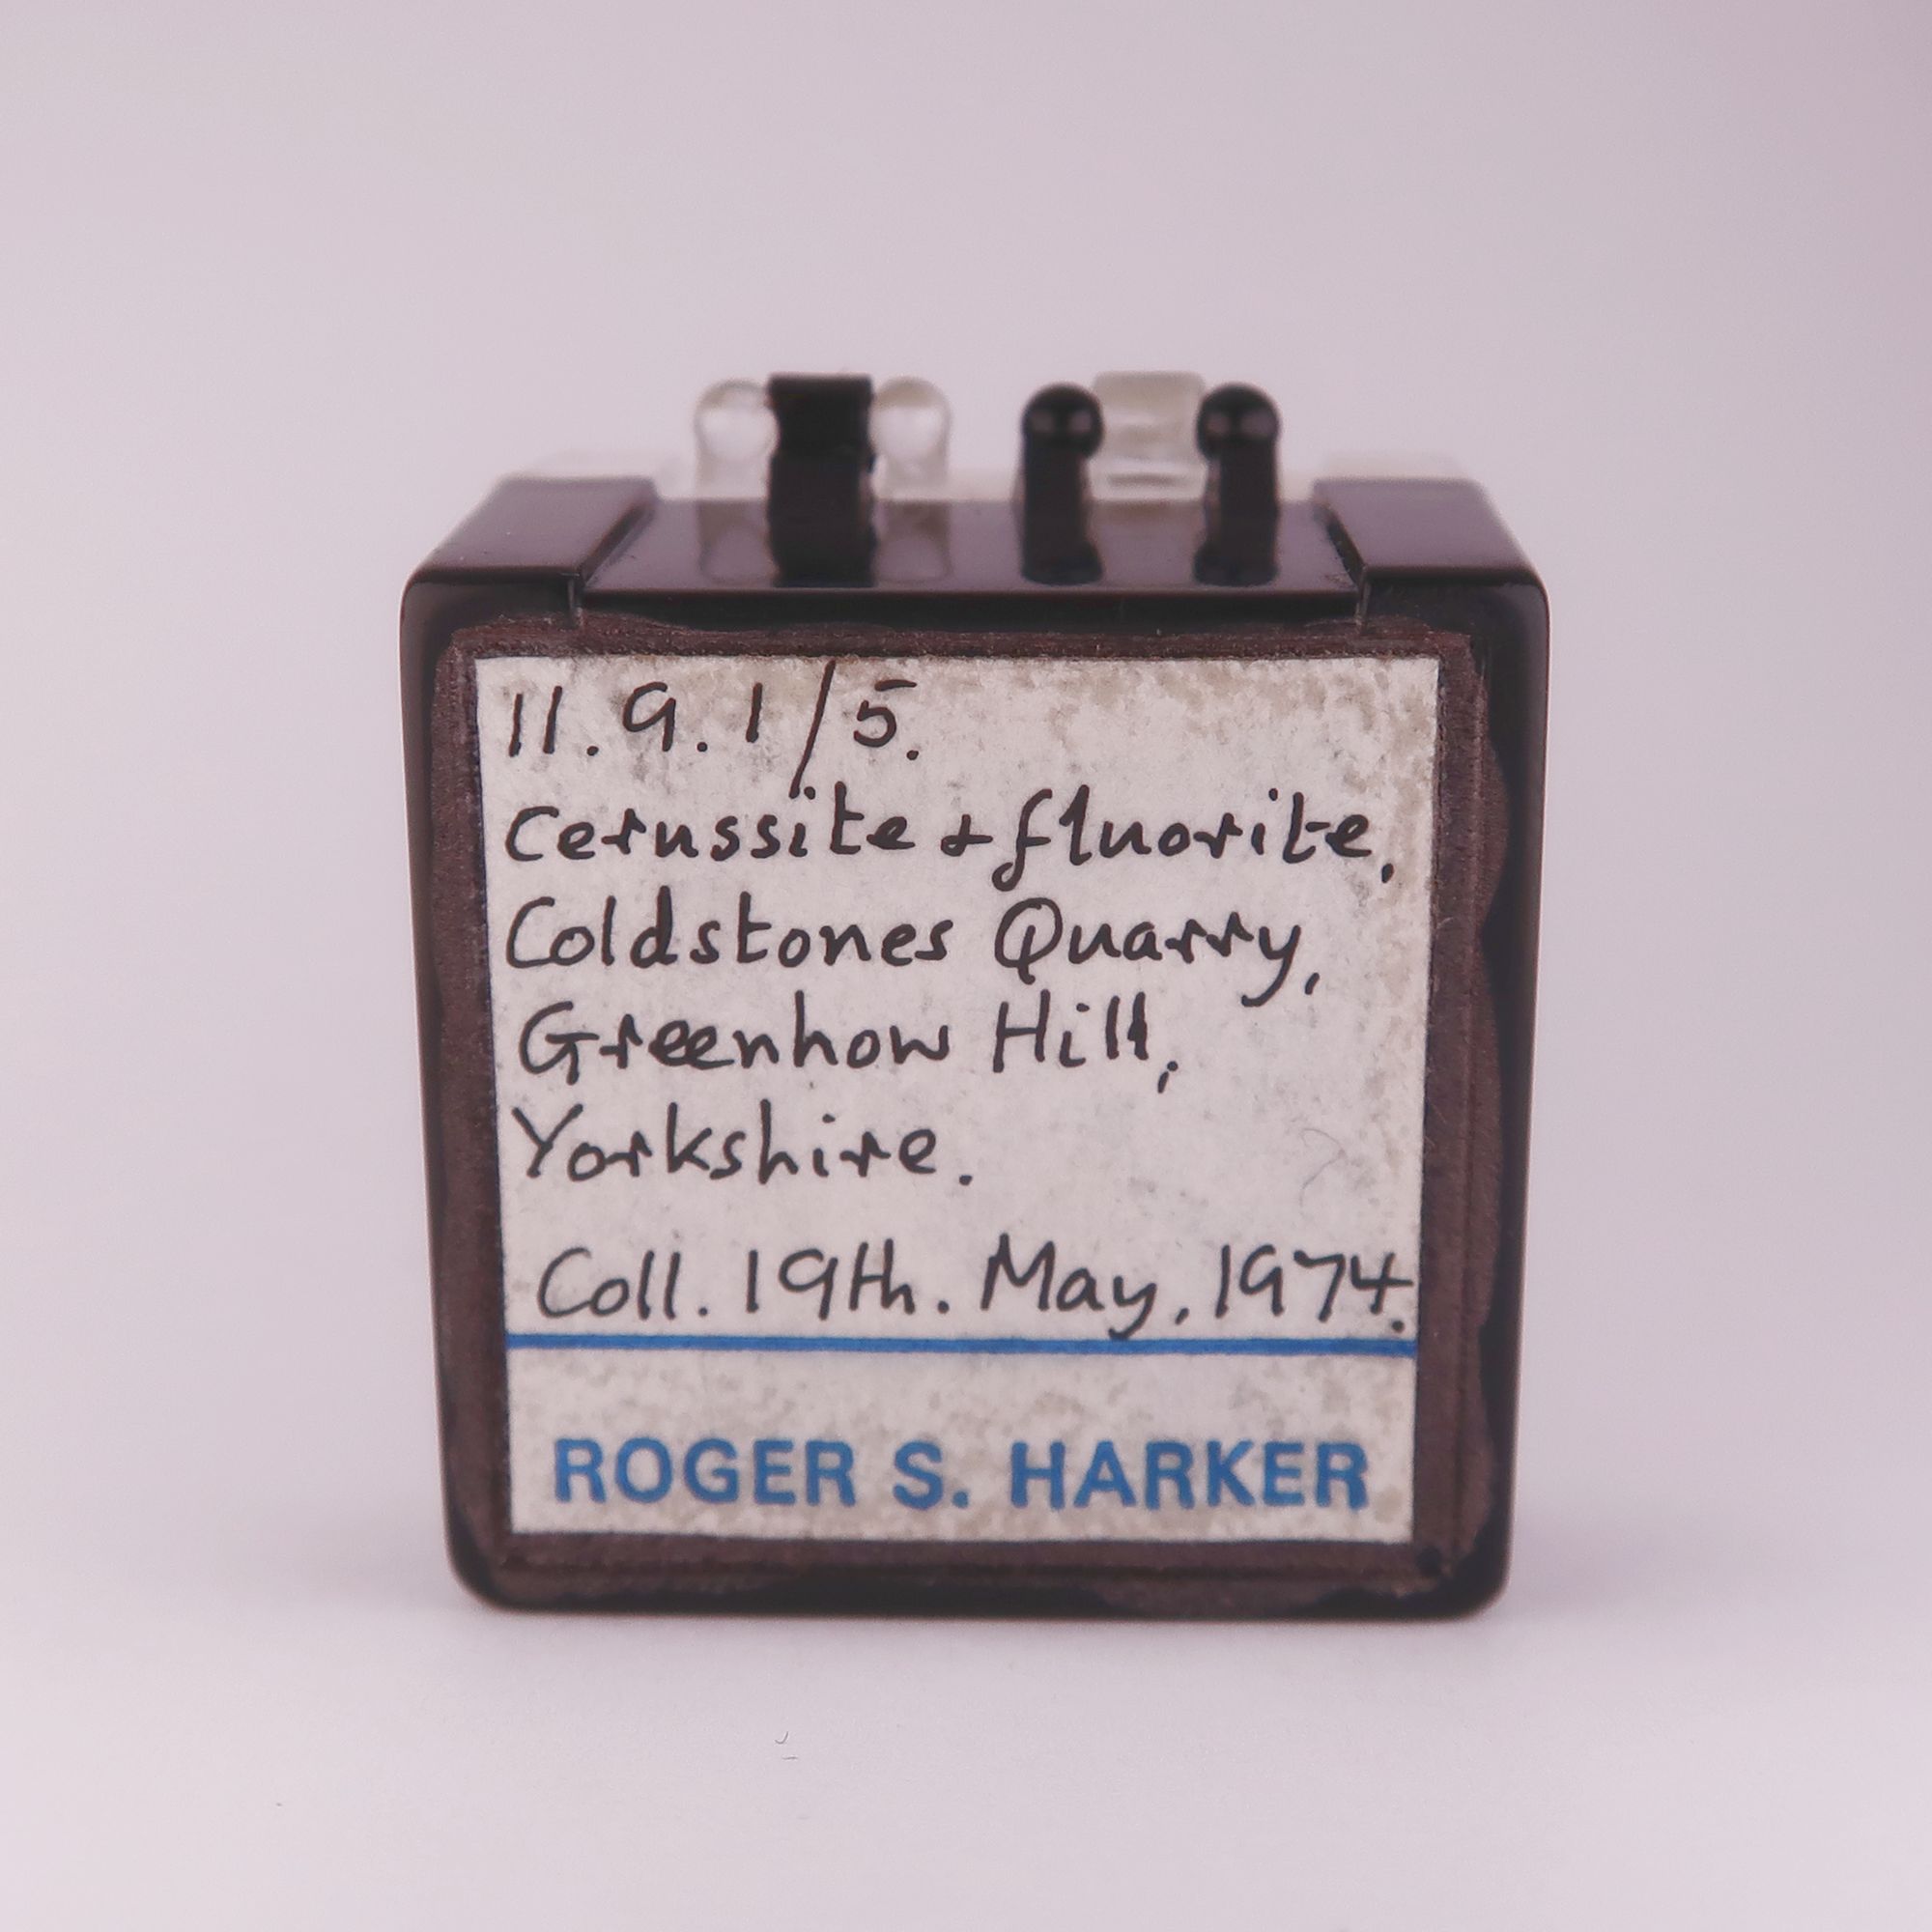 11.9.1/5.
Cerussite + fluorite.
Coldstones Quarry,
Greenhow Hill,
Yorkshire.
Coll. 19th. May, 1974.
ROGER S. HARKER